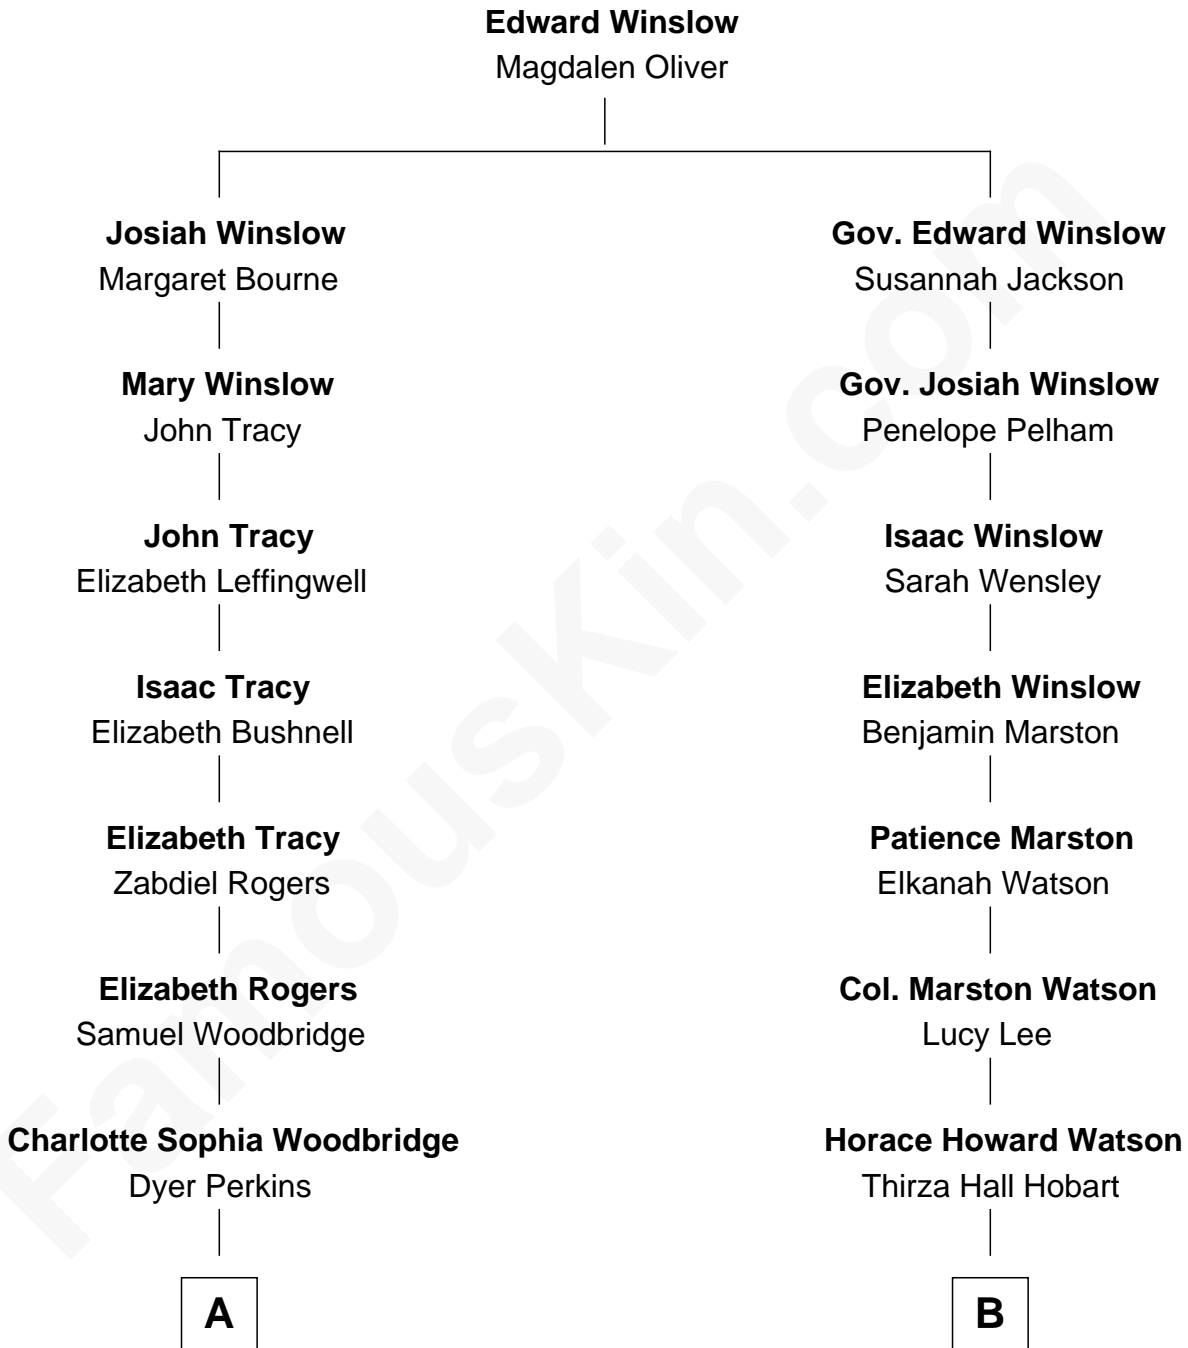 Edward Winslow
Magdalen Oliver
Josiah Winslow
Margaret Bourne
Mary Winslow
John Tracy
John Tracy
Elizabeth Leffingwell
Isaac Tracy
Elizabeth Bushnell
Elizabeth Tracy
Zabdiel Rogers
Elizabeth Rogers
Samuel Woodbridge
Charlotte Sophia Woodbridge
Dyer Perkins
A
Gov. Edward Winslow
Susannah Jackson
Gov. Josiah Winslow
Penelope Pelham
Isaac Winslow
Sarah Wensley
Elizabeth Winslow
Benjamin Marston
Patience Marston
Elkanah Watson
Col. Marston Watson
Lucy Lee
Horace Howard Watson
Thirza Hall Hobart
B
FamousKin.com